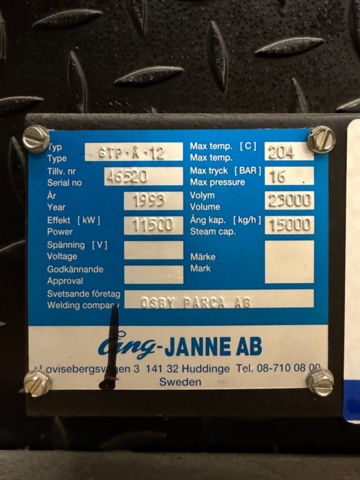 Typ GTP·Å·12 Max temp. [C]
Type Max temp. 204
Tillv. nr 46520 Max tryck [BAR]
Serial no Max pressure 16
År 1993 Volym 23000
Year Volume
Effekt [kW] 11500 Ång kap. [kg/h] 15000
Power Steam cap.
Spänning [V] Märke
Voltage Mark
Godkännande
Approval
Svetsande företag OSBY PARCA AB
Welding company
Ång-JANNE AB
Lovisebergsvägen 3 141 32 Huddinge Tel. 08-710 08 00
Sweden